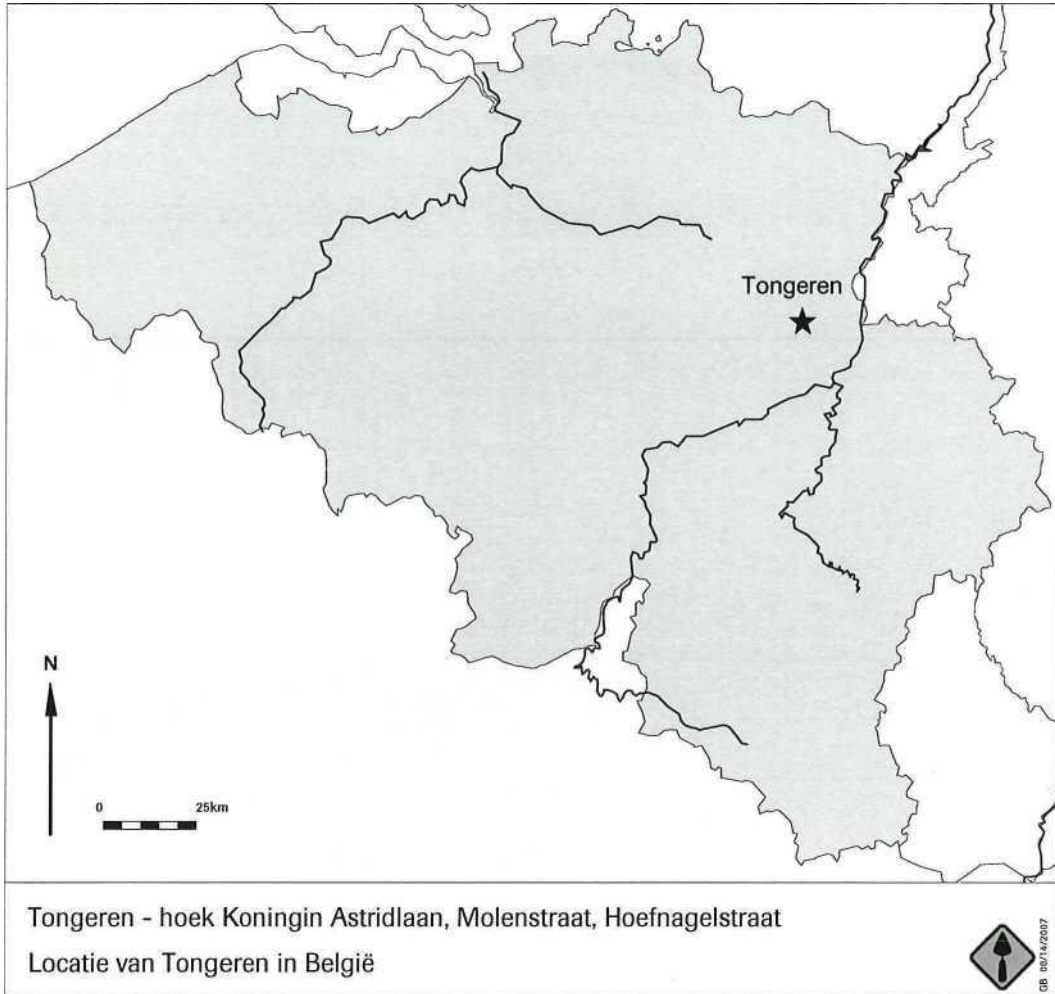 Tongeren
N
0 25km
Tongeren - hoek Koningin Astridlaan, Molenstraat, Hoefnagelstraat
Locatie van Tongeren in België
GB 08/14/2007